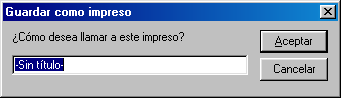 Guardar como impreso
¿Cómo desea llamar a este impreso?
Aceptar
-Sin título-
Cancelar